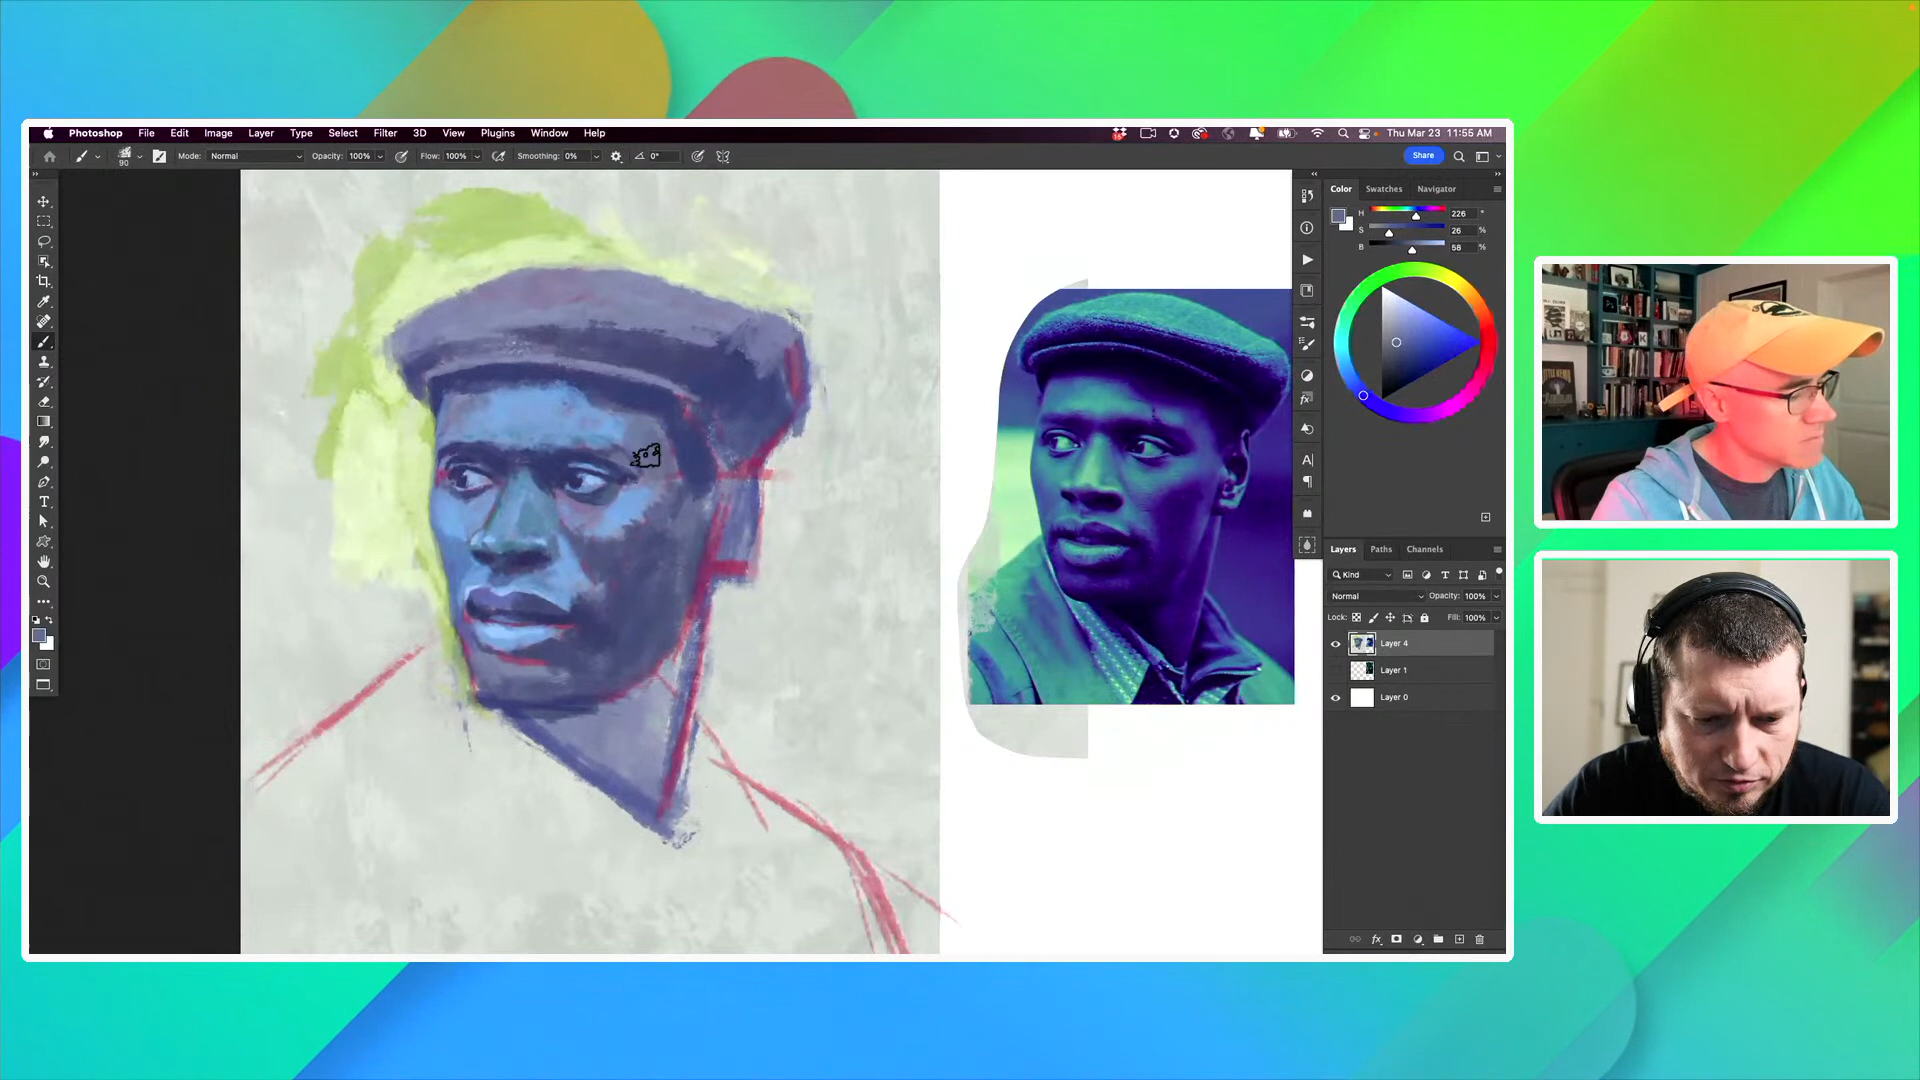 Photoshop File Edit Image Layer Type Select Filter 3D View Plugins Window Help
Thu Mar 23 11:55 AM
90
Mode: Normal Opacity: 100% Flow: 100% Smoothing: 0% 0°
Share
Color Swatches Navigator
H 226 °
S 26 %
B 58 %
Layers Paths Channels
Kind
Normal Opacity: 100%
Lock: Fill: 100%
Layer 4
Layer 1
Layer 0